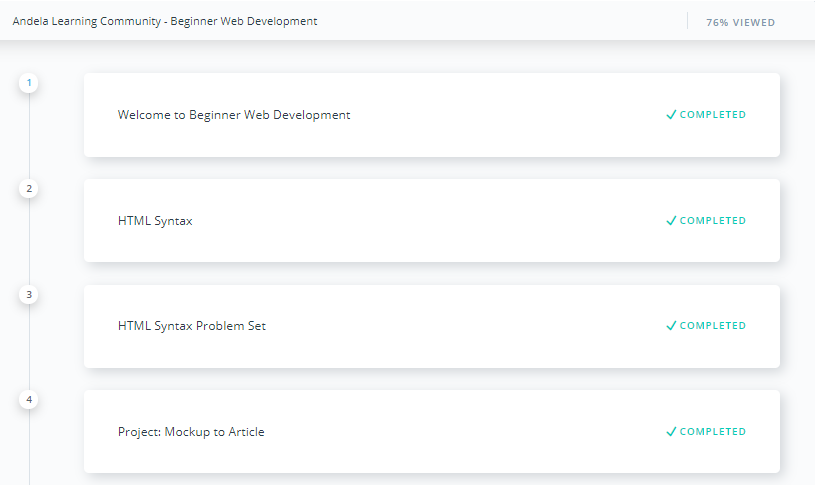 Andela Learning Community - Beginner Web Development
76% VIEWED
1
Welcome to Beginner Web Development
COMPLETED
2
HTML Syntax
COMPLETED
3
HTML Syntax Problem Set
COMPLETED
4
Project: Mockup to Article
COMPLETED